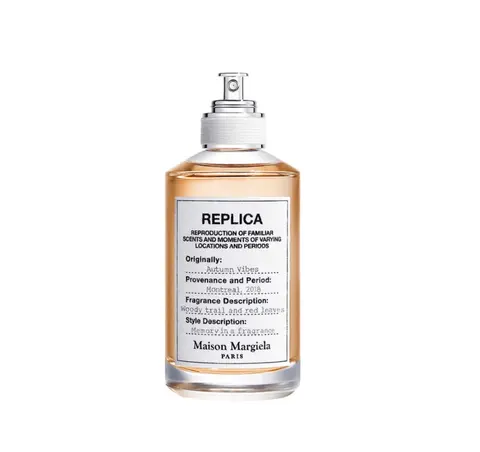 REPLICA
REPRODUCTION OF FAMILIAR
SCENTS AND MOMENTS OF VARYING
LOCATIONS AND PERIODS
Originally:
Autumn Vibes
Provenance and Period:
Montreal, 2018
Fragrance Description:
Woody trail and red leaves
Style Description:
Memory in a fragrance
Maison Margiela
PARIS